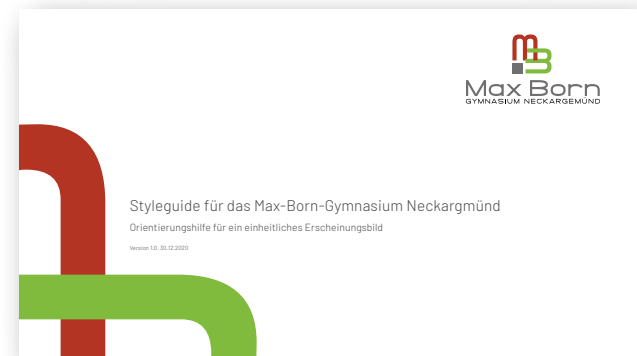 MB
Max Born
GYMNASIUM NECKARGEMÜND
Styleguide für das Max-Born-Gymnasium Neckargmünd
Orientierungshilfe für ein einheitliches Erscheinungsbild
Version 1.0, 30.12.2020